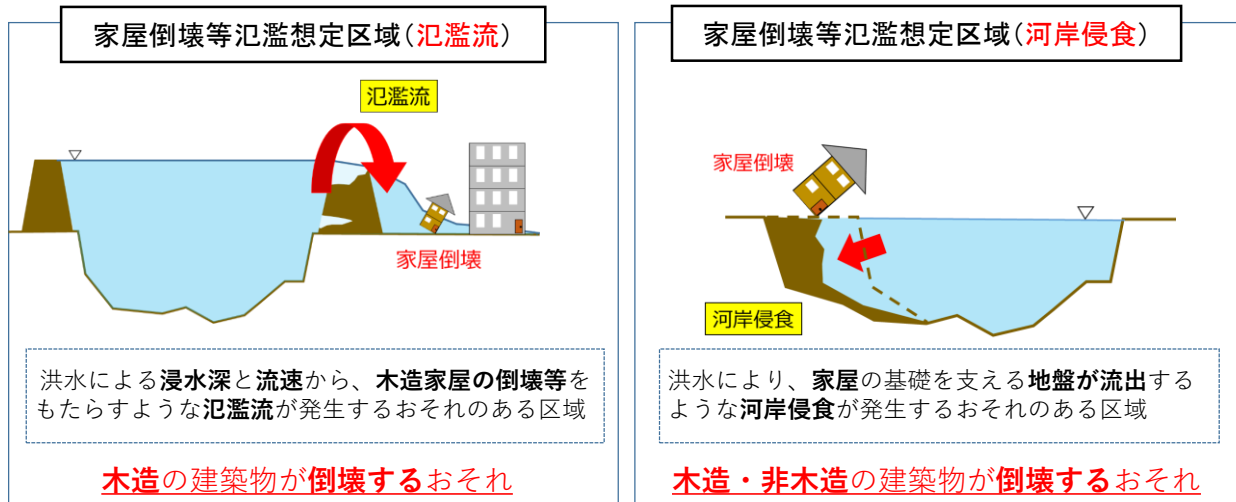 家屋倒壊等氾濫想定区域(氾濫流)
氾濫流
家屋倒壊
洪水による浸水深と流速から、木造家屋の倒壊等を
もたらすような氾濫流が発生するおそれのある区域
木造の建築物が倒壊するおそれ
家屋倒壊等氾濫想定区域(河岸侵食)
家屋倒壊
河岸侵食
洪水により、家屋の基礎を支える地盤が流出する
ような河岸侵食が発生するおそれのある区域
木造・非木造の建築物が倒壊するおそれ